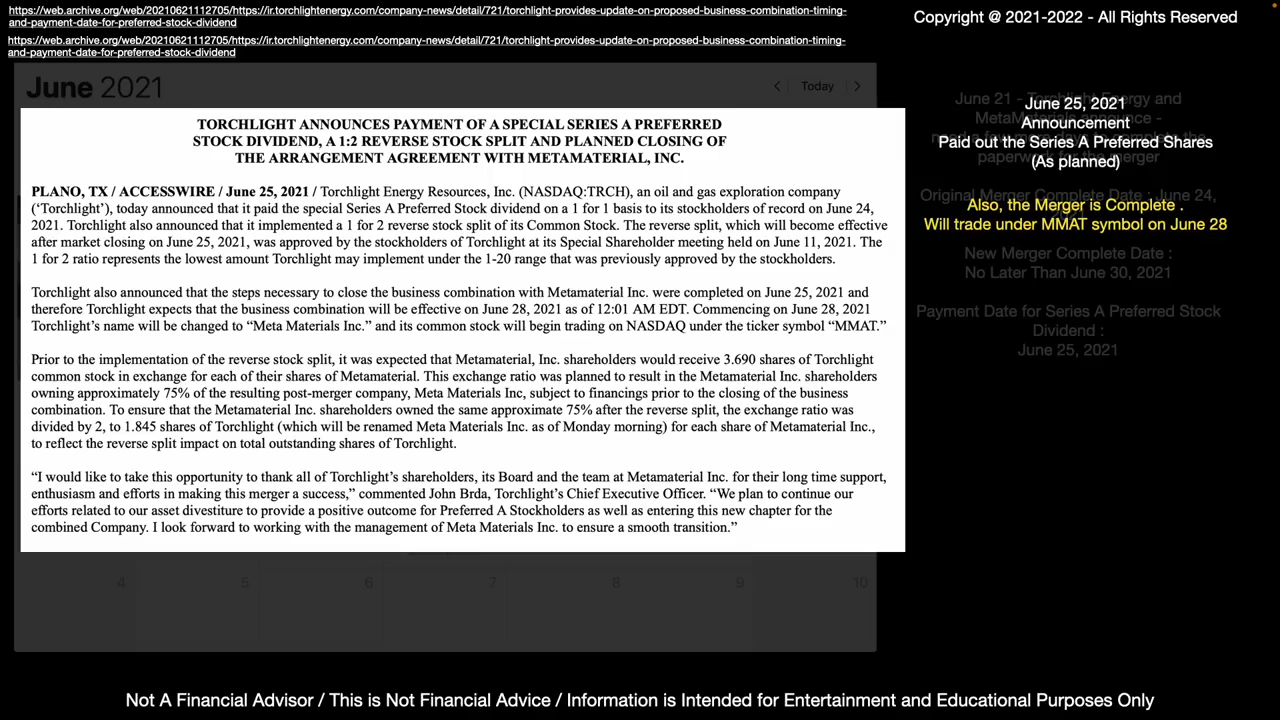 https://web.archive.org/web/20210621112705/https://ir.torchlightenergy.com/company-news/detail/721/torchlight-provides-update-on-proposed-business-combination-timing-
and-payment-date-for-preferred-stock-dividend
https://web.archive.org/web/20210621112705/https://ir.torchlightenergy.com/company-news/detail/721/torchlight-provides-update-on-proposed-business-combination-timing-
and-payment-date-for-preferred-stock-dividend
Copyright @ 2021-2022 - All Rights Reserved
June 2021
Today
TORCHLIGHT ANNOUNCES PAYMENT OF A SPECIAL SERIES A PREFERRED
STOCK DIVIDEND, A 1:2 REVERSE STOCK SPLIT AND PLANNED CLOSING OF
THE ARRANGEMENT AGREEMENT WITH METAMATERIAL, INC.
PLANO, TX / ACCESSWIRE / June 25, 2021 / Torchlight Energy Resources, Inc. (NASDAQ:TRCH), an oil and gas exploration company
(‘Torchlight’), today announced that it paid the special Series A Preferred Stock dividend on a 1 for 1 basis to its stockholders of record on June 24,
2021. Torchlight also announced that it implemented a 1 for 2 reverse stock split of its Common Stock. The reverse split, which will become effective
after market closing on June 25, 2021, was approved by the stockholders of Torchlight at its Special Shareholder meeting held on June 11, 2021. The
1 for 2 ratio represents the lowest amount Torchlight may implement under the 1-20 range that was previously approved by the stockholders.
Torchlight also announced that the steps necessary to close the business combination with Metamaterial Inc. were completed on June 25, 2021 and
therefore Torchlight expects that the business combination will be effective on June 28, 2021 as of 12:01 AM EDT. Commencing on June 28, 2021
Torchlight’s name will be changed to “Meta Materials Inc.” and its common stock will begin trading on NASDAQ under the ticker symbol “MMAT.”
Prior to the implementation of the reverse stock split, it was expected that Metamaterial, Inc. shareholders would receive 3.690 shares of Torchlight
common stock in exchange for each of their shares of Metamaterial. This exchange ratio was planned to result in the Metamaterial Inc. shareholders
owning approximately 75% of the resulting post-merger company, Meta Materials Inc, subject to financings prior to the closing of the business
combination. To ensure that the Metamaterial Inc. shareholders owned the same approximate 75% after the reverse split, the exchange ratio was
divided by 2, to 1.845 shares of Torchlight (which will be renamed Meta Materials Inc. as of Monday morning) for each share of Metamaterial Inc.,
to reflect the reverse split impact on total outstanding shares of Torchlight.
“I would like to take this opportunity to thank all of Torchlight’s shareholders, its Board and the team at Metamaterial Inc. for their long time support,
enthusiasm and efforts in making this merger a success,” commented John Brda, Torchlight’s Chief Executive Officer. “We plan to continue our
efforts related to our asset divestiture to provide a positive outcome for Preferred A Stockholders as well as entering this new chapter for the
combined Company. I look forward to working with the management of Meta Materials Inc. to ensure a smooth transition.”
4 5 6 7 8 9 10
June 25, 2021
Announcement
Paid out the Series A Preferred Shares
(As planned)
Also, the Merger is Complete .
Will trade under MMAT symbol on June 28
June 21 - Torchlight Energy and
MetaMaterials announce -
need a few more days to complete the
paperwork for the merger
Original Merger Complete Date : June 24,
New Merger Complete Date :
No Later Than June 30, 2021
Payment Date for Series A Preferred Stock
Dividend :
June 25, 2021
Not A Financial Advisor / This is Not Financial Advice / Information is Intended for Entertainment and Educational Purposes Only